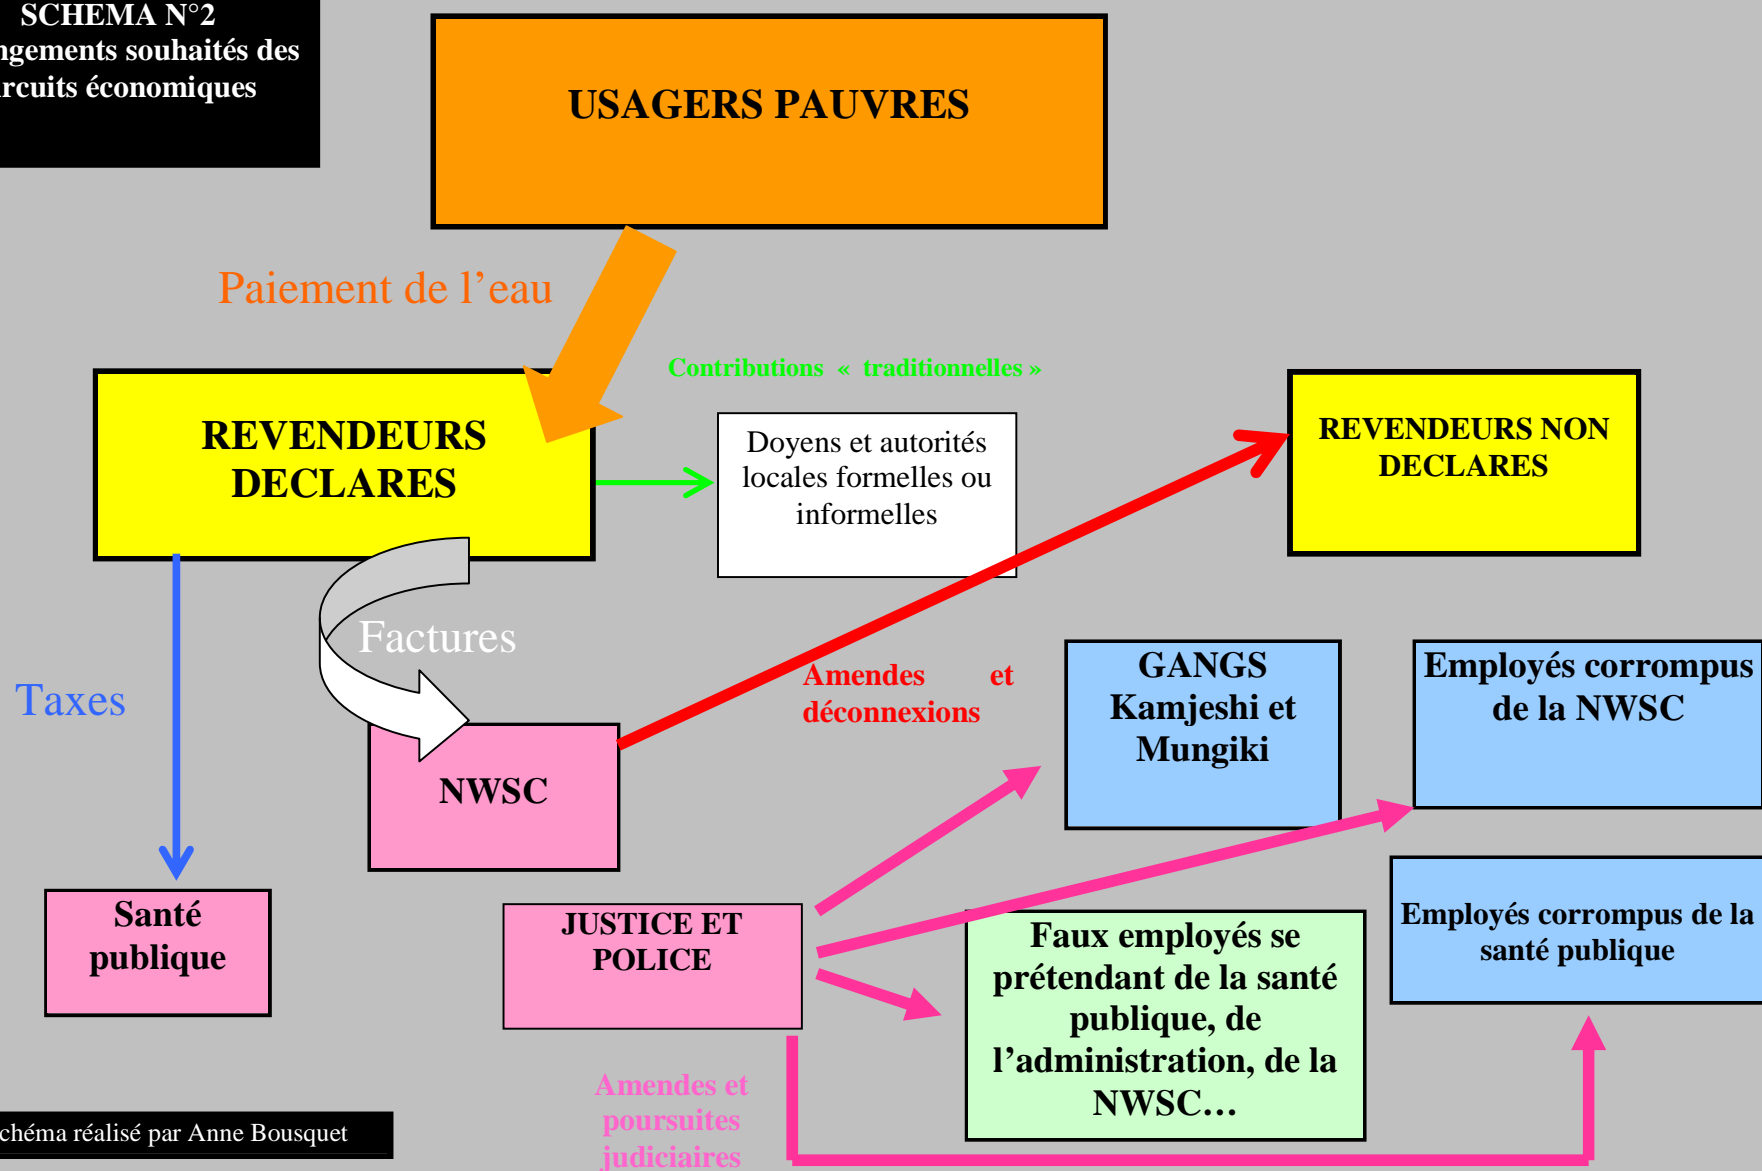 SCHEMA N°2
ngements souhaités des
rcuits économiques
USAGERS PAUVRES
Paiement de l’eau
Contributions « traditionnelles »
REVENDEURS
DECLARES
Doyens et autorités
locales formelles ou
informelles
REVENDEURS NON
DECLARES
Factures
Taxes
Amendes et
déconnexions
GANGS
Kamjeshi et
Mungiki
Employés corrompus
de la NWSC
NWSC
Santé
publique
JUSTICE ET
POLICE
Faux employés se
prétendant de la santé
publique, de
l’administration, de la
NWSC…
Employés corrompus de la
santé publique
Amendes et
poursuites
judiciaires
chéma réalisé par Anne Bousquet